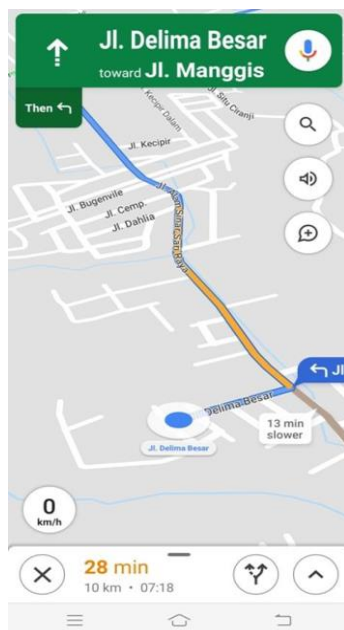 Jl. Delima Besar
toward Jl. Manggis
Then
Jl. Kecipir Dalam
Jl. Situ Ciranji
Jl. Kecipir
Jl. Bugenvile
Jl. Cemp.
Jl. Dahlia
Delima Besar
13 min
slower
Jl. Delima Besar
0
km/h
28 min
10 km • 07:18